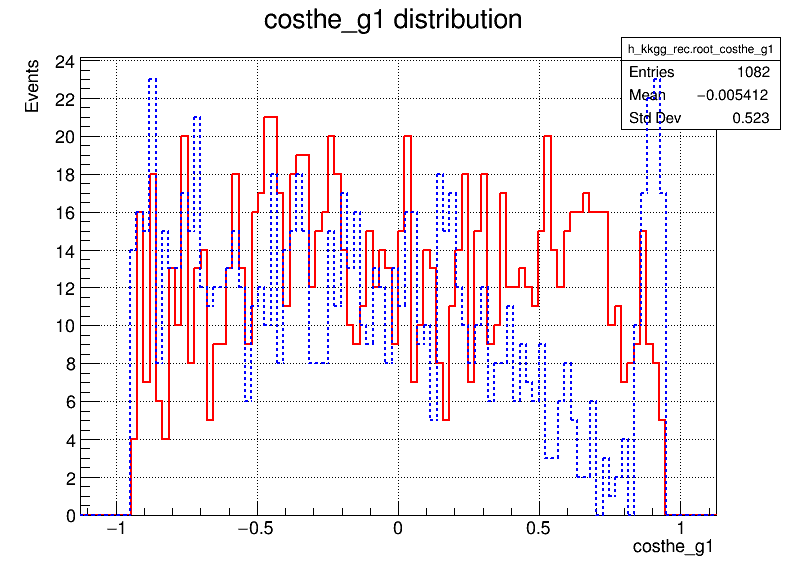 costhe_g1 distribution
h_kkgg_rec.root_costhe_g1
Entries 1082
Mean −0.005412
Std Dev 0.523
Events
24
22
20
18
16
14
12
10
8
6
4
2
0
−1 −0.5 0 0.5 1
costhe_g1